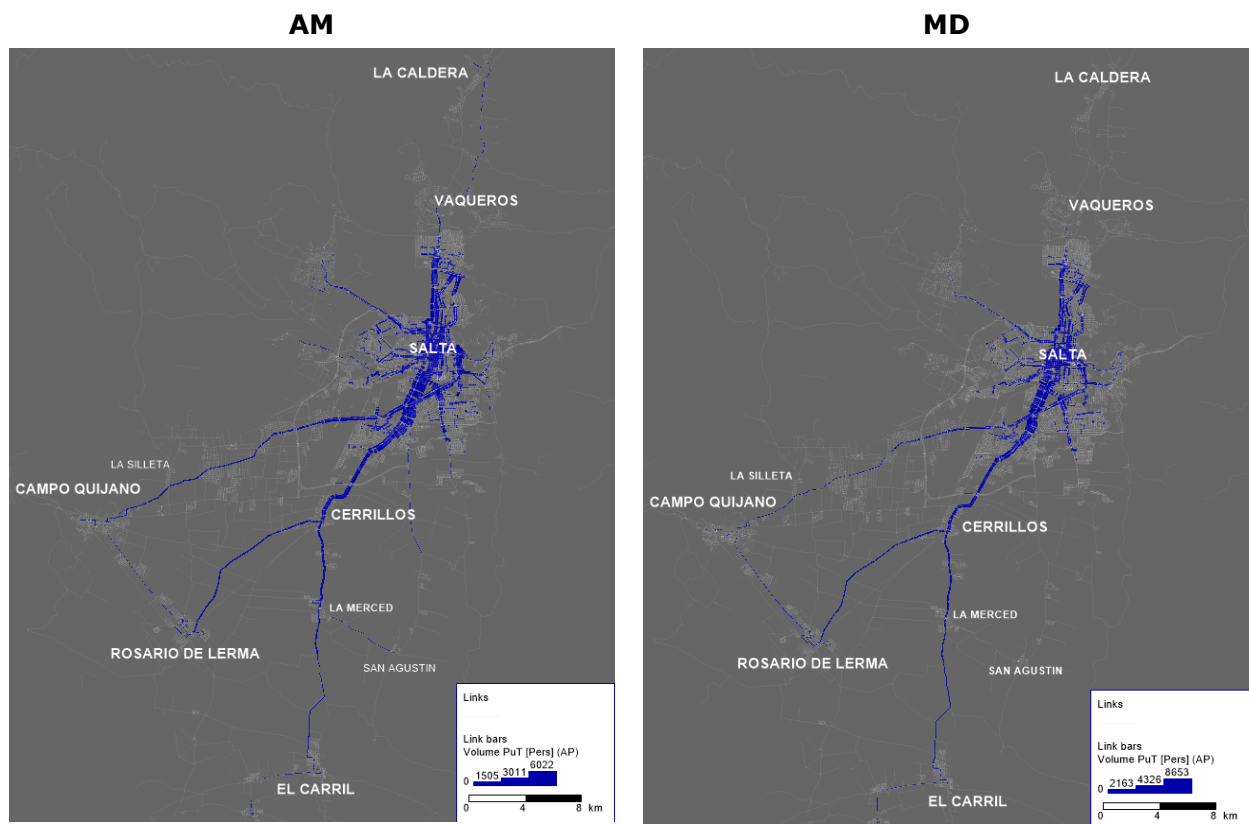 AM
LA CALDERA
VAQUEROS
SALTA
LA SILLETA
CAMPO QUIJANO
CERRILLOS
LA MERCED
ROSARIO DE LERMA
SAN AGUSTIN
EL CARRIL
Links
Link bars
Volume PuT [Pers] (AP)
0 1505 3011 6022
0 4 8 km
MD
LA CALDERA
VAQUEROS
SALTA
LA SILLETA
CAMPO QUIJANO
CERRILLOS
LA MERCED
ROSARIO DE LERMA
SAN AGUSTIN
EL CARRIL
Links
Link bars
Volume PuT [Pers] (AP)
0 2163 4326 8653
0 4 8 km